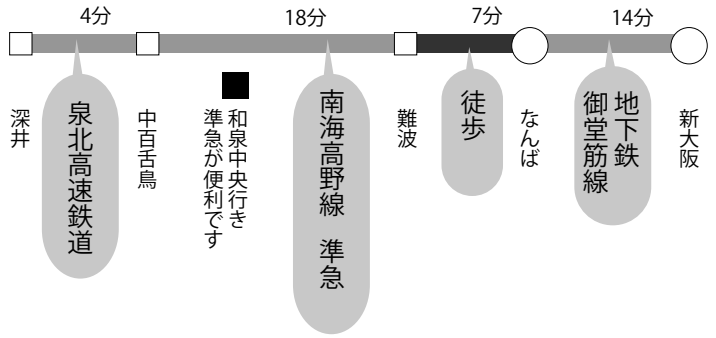 4分
18分
7分
14分
深井
泉北高速鉄道
中百舌鳥
和泉中央行き
準急が便利です
南海高野線　準急
難波
徒歩
なんば
地下鉄
御堂筋線
新大阪